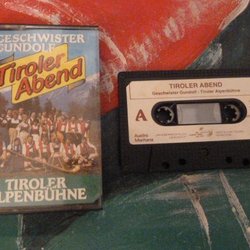 GESCHWISTER
GUNDOLF
Tiroler
Abend
TIROLER
ALPENBÜHNE
TIROLER ABEND
Geschwister Gundolf · Tiroler Alpenbühne
A